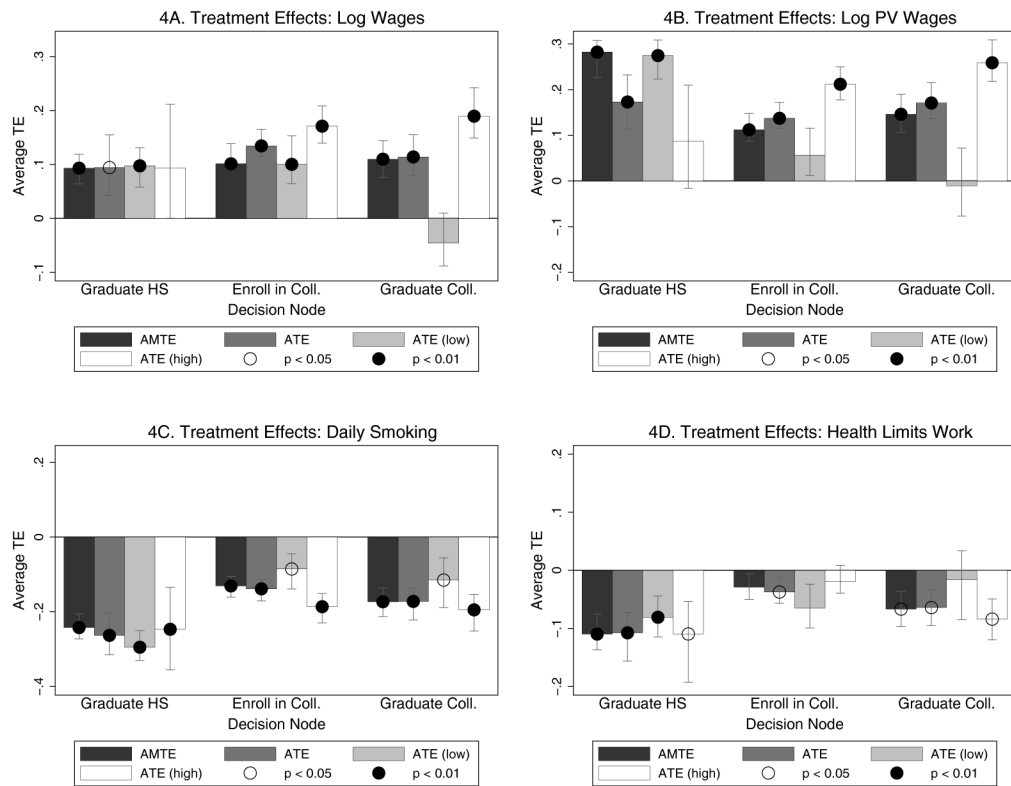 4A. Treatment Effects: Log Wages
Average TE
.3
.2
.1
0
-.1
Graduate HS
Enroll in Coll.
Graduate Coll.
Decision Node
AMTE
ATE
ATE (low)
ATE (high)
p < 0.05
p < 0.01
4B. Treatment Effects: Log PV Wages
Average TE
.3
.2
.1
0
-.1
-.2
Graduate HS
Enroll in Coll.
Graduate Coll.
Decision Node
AMTE
ATE
ATE (low)
ATE (high)
p < 0.05
p < 0.01
4C. Treatment Effects: Daily Smoking
Average TE
.2
0
-.2
-.4
Graduate HS
Enroll in Coll.
Graduate Coll.
Decision Node
AMTE
ATE
ATE (low)
ATE (high)
p < 0.05
p < 0.01
4D. Treatment Effects: Health Limits Work
Average TE
.2
.1
0
-.1
-.2
Graduate HS
Enroll in Coll.
Graduate Coll.
Decision Node
AMTE
ATE
ATE (low)
ATE (high)
p < 0.05
p < 0.01